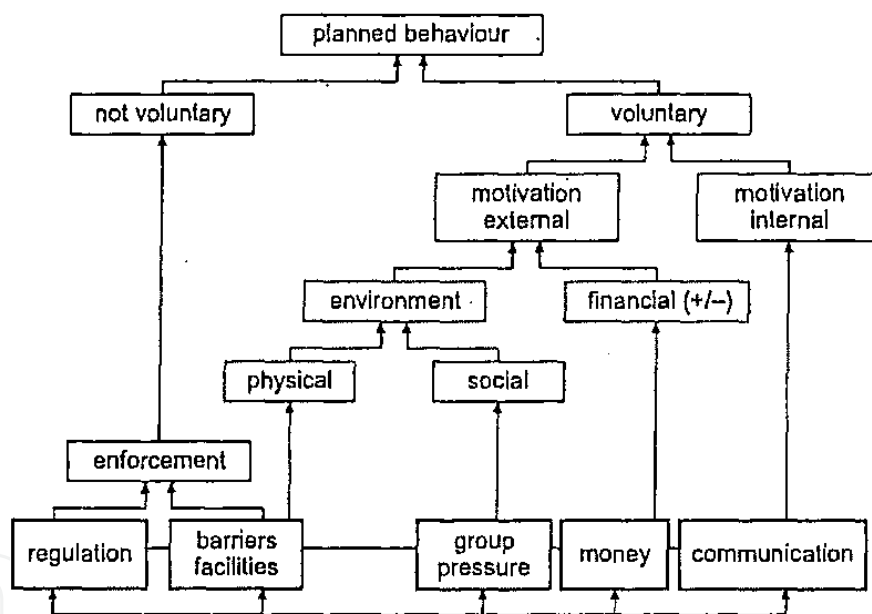 planned behaviour
not voluntary
voluntary
motivation
external
motivation
internal
environment
financial (+/–)
physical
social
enforcement
regulation
barriers
facilities
group
pressure
money
communication